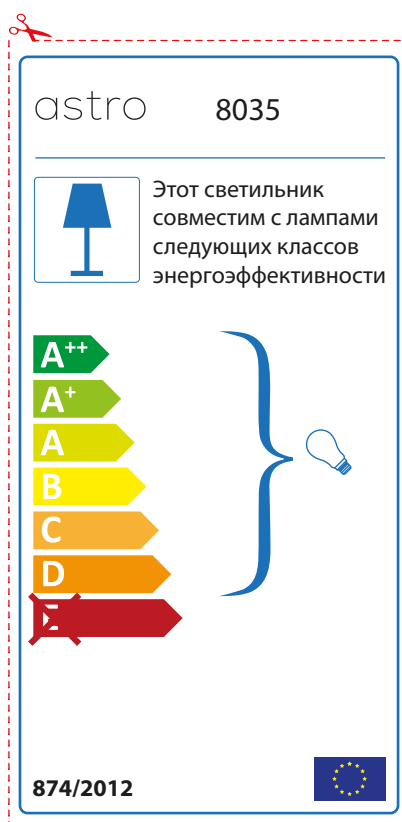 astro 8035
Этот светильник
совместим с лампами
следующих классов
энергоэффективности
A++
A+
A
B
C
D
E
874/2012